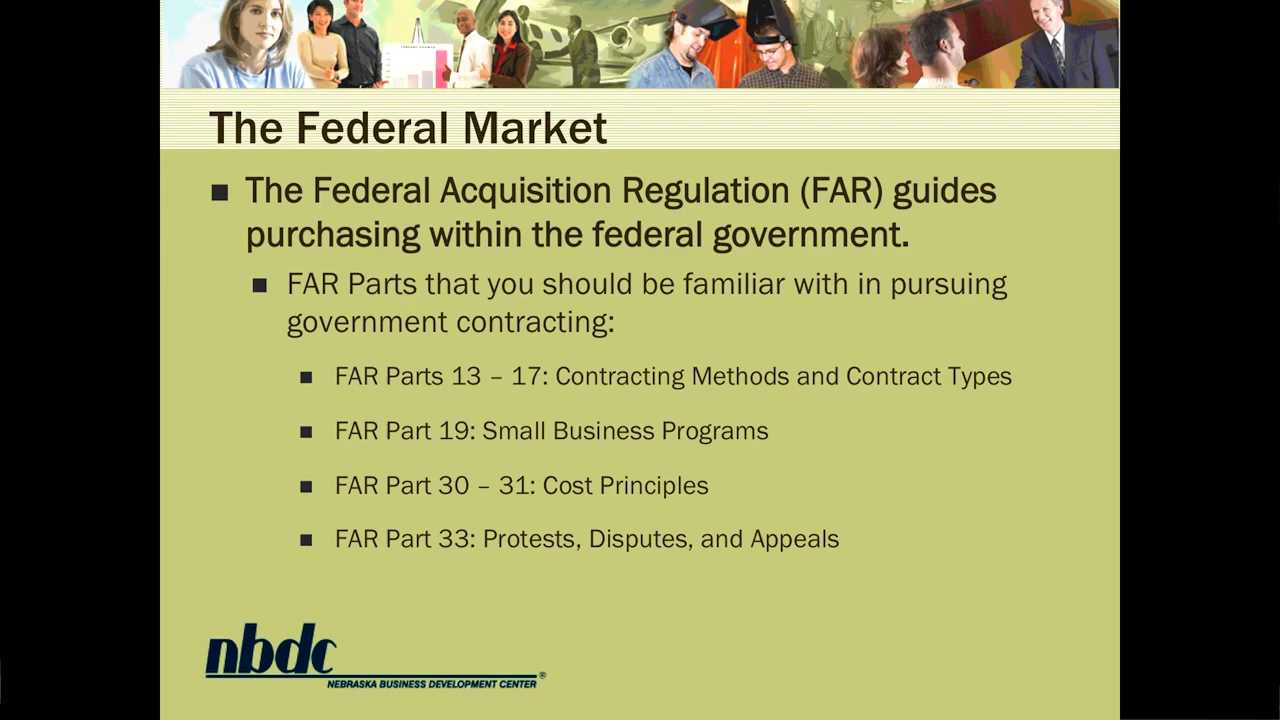 The Federal Market
■ The Federal Acquisition Regulation (FAR) guides
purchasing within the federal government.
■ FAR Parts that you should be familiar with in pursuing
government contracting:
■ FAR Parts 13 – 17: Contracting Methods and Contract Types
■ FAR Part 19: Small Business Programs
■ FAR Part 30 – 31: Cost Principles
■ FAR Part 33: Protests, Disputes, and Appeals
nbdc
NEBRASKA BUSINESS DEVELOPMENT CENTER®